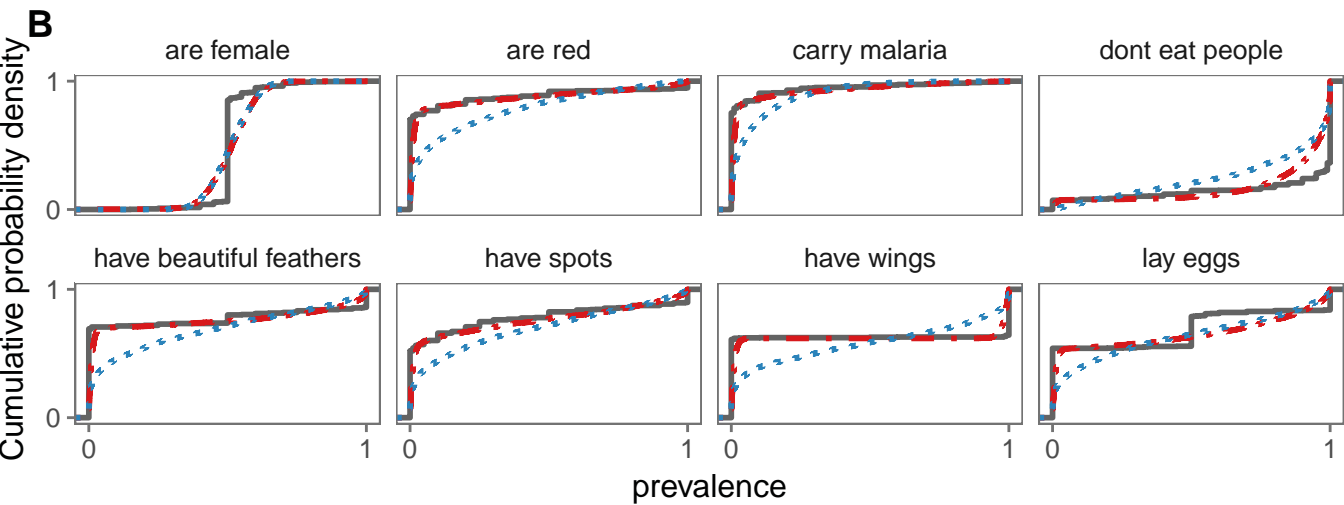 B
Cumulative probability density
are female
are red
carry malaria
dont eat people
1
0
have beautiful feathers
have spots
have wings
lay eggs
1
0
0 1 0 1 0 1 0 1
prevalence